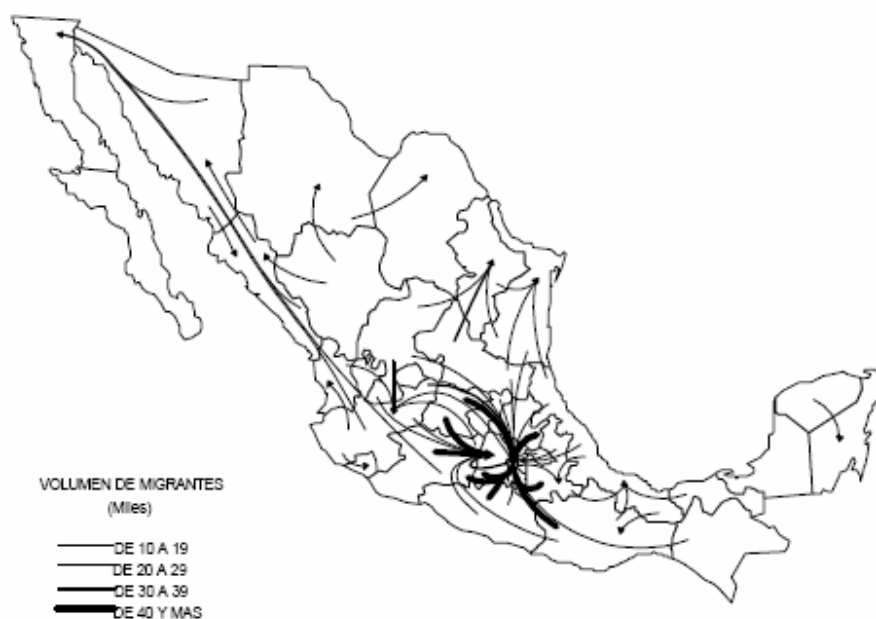 VOLUMEN DE MIGRANTES
(Miles)
DE 10 A 19
DE 20 A 29
DE 30 A 39
DE 40 Y MAS